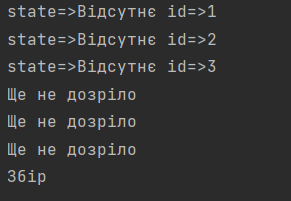 state=>Відсутнє id=>1
state=>Відсутнє id=>2
state=>Відсутнє id=>3
Ще не дозріло
Ще не дозріло
Ще не дозріло
Збір